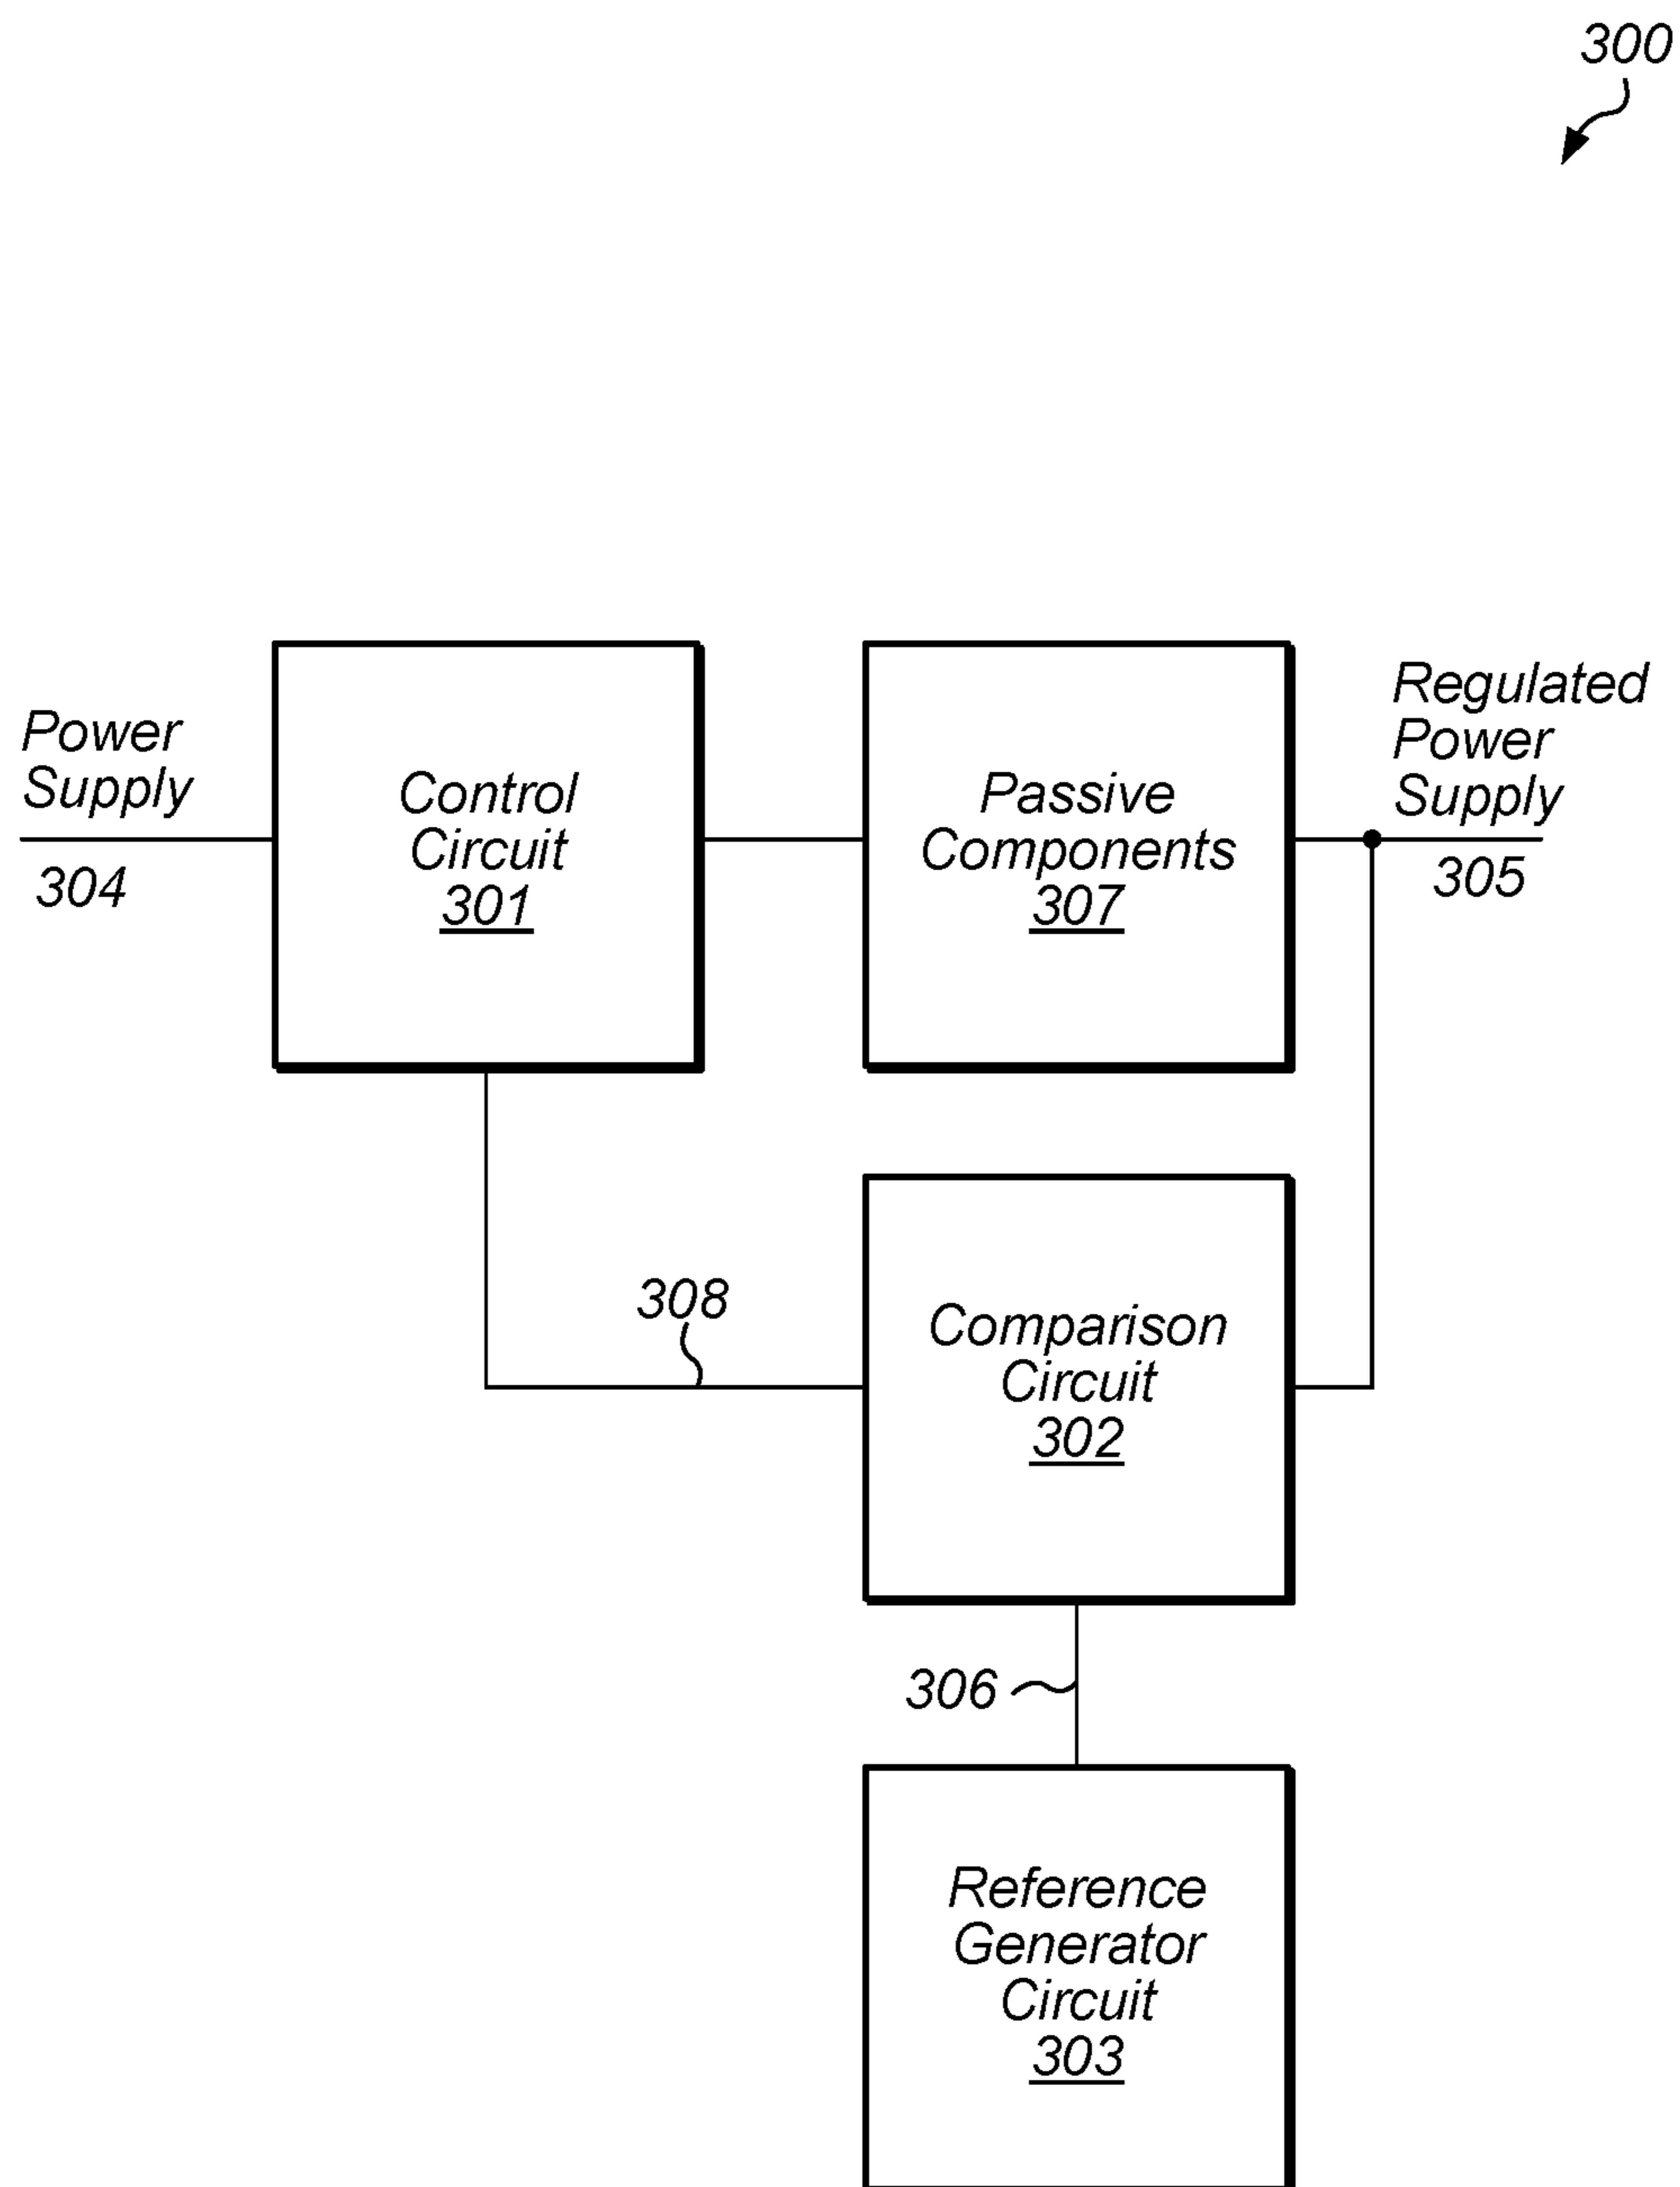 300
Power
Supply
304
Control
Circuit
301
Passive
Components
307
Regulated
Power
Supply
305
308
Comparison
Circuit
302
306
Reference
Generator
Circuit
303